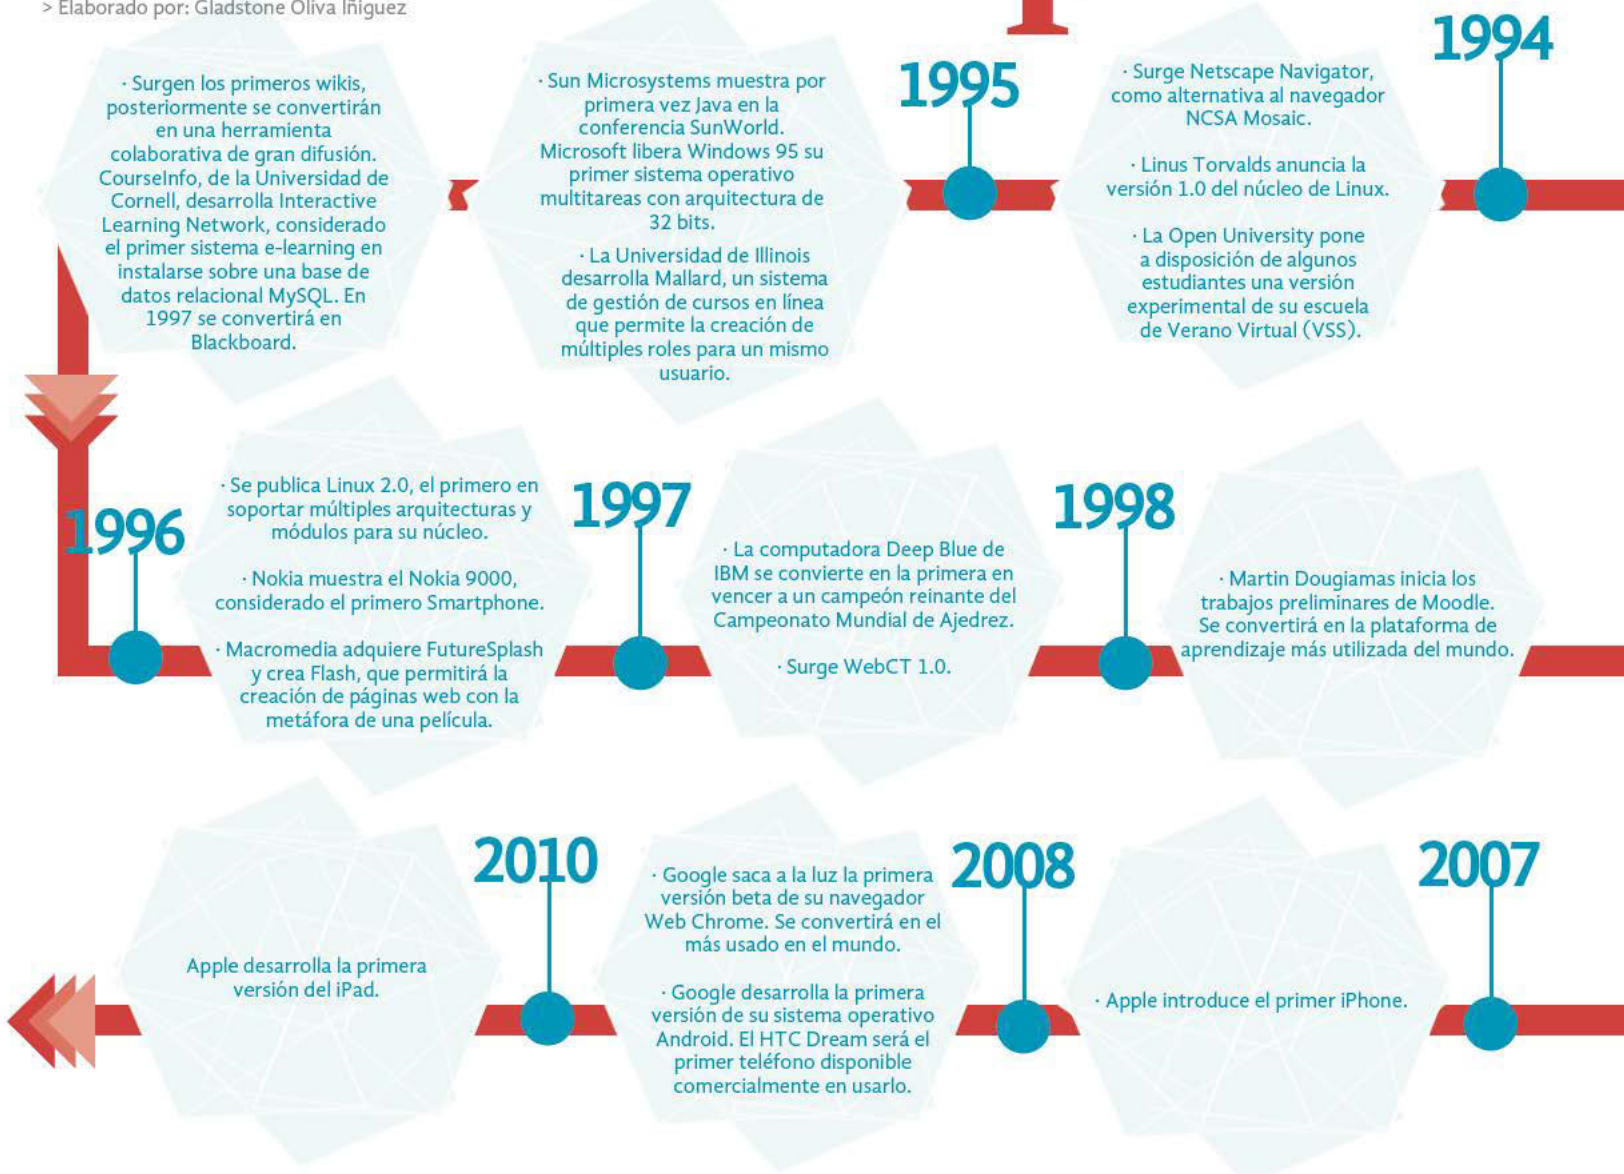 > Elaborado por: Gladstone Oliva Iñiguez
1994
· Surge Netscape Navigator,
como alternativa al navegador
NCSA Mosaic.
· Linus Torvalds anuncia la
versión 1.0 del núcleo de Linux.
· La Open University pone
a disposición de algunos
estudiantes una versión
experimental de su escuela
de Verano Virtual (VSS).
1995
· Sun Microsystems muestra por
primera vez Java en la
conferencia SunWorld.
Microsoft libera Windows 95 su
primer sistema operativo
multitareas con arquitectura de
32 bits.
· La Universidad de Illinois
desarrolla Mallard, un sistema
de gestión de cursos en línea
que permite la creación de
múltiples roles para un mismo
usuario.
· Surgen los primeros wikis,
posteriormente se convertirán
en una herramienta
colaborativa de gran difusión.
CourseInfo, de la Universidad de
Cornell, desarrolla Interactive
Learning Network, considerado
el primer sistema e-learning en
instalarse sobre una base de
datos relacional MySQL. En
1997 se convertirá en
Blackboard.
1996
· Se publica Linux 2.0, el primero en
soportar múltiples arquitecturas y
módulos para su núcleo.
· Nokia muestra el Nokia 9000,
considerado el primero Smartphone.
· Macromedia adquiere FutureSplash
y crea Flash, que permitirá la
creación de páginas web con la
metáfora de una película.
1997
· La computadora Deep Blue de
IBM se convierte en la primera en
vencer a un campeón reinante del
Campeonato Mundial de Ajedrez.
· Surge WebCT 1.0.
1998
· Martin Dougiamas inicia los
trabajos preliminares de Moodle.
Se convertirá en la plataforma de
aprendizaje más utilizada del mundo.
2007
· Apple introduce el primer iPhone.
2008
· Google saca a la luz la primera
versión beta de su navegador
Web Chrome. Se convertirá en el
más usado en el mundo.
· Google desarrolla la primera
versión de su sistema operativo
Android. El HTC Dream será el
primer teléfono disponible
comercialmente en usarlo.
2010
Apple desarrolla la primera
versión del iPad.